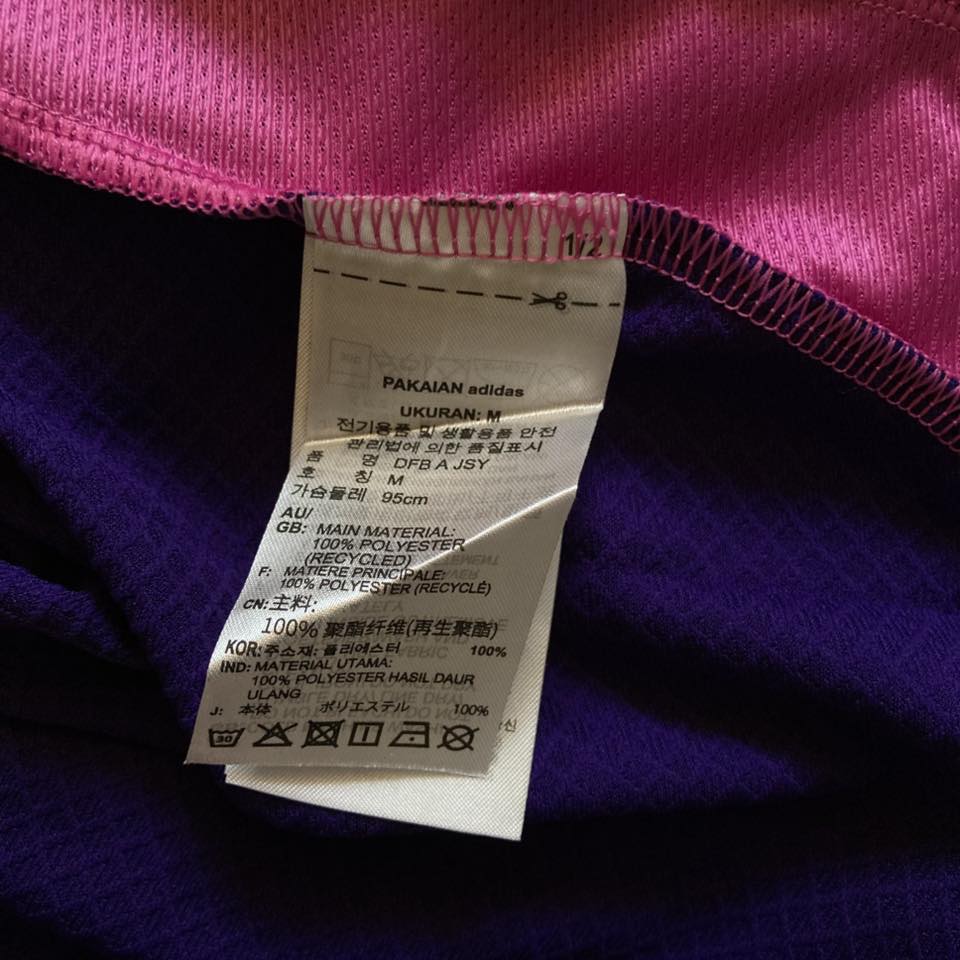 1/2
PAKAIAN adidas
UKURAN: M
전기용품 및 생활용품 안전
관리법에 의한 품질표시
품 명 DFB A JSY
호 칭 M
가슴둘레 95cm
AU/
GB: MAIN MATERIAL:
100% POLYESTER
(RECYCLED)
F: MATIERE PRINCIPALE:
100% POLYESTER (RECYCLÉ)
CN: 主料:
100% 聚酯纤维(再生聚酯)
KOR: 주소재: 폴리에스터 100%
IND: MATERIAL UTAMA:
100% POLYESTER HASIL DAUR
ULANG
J: 本体 ポリエステル 100%
30